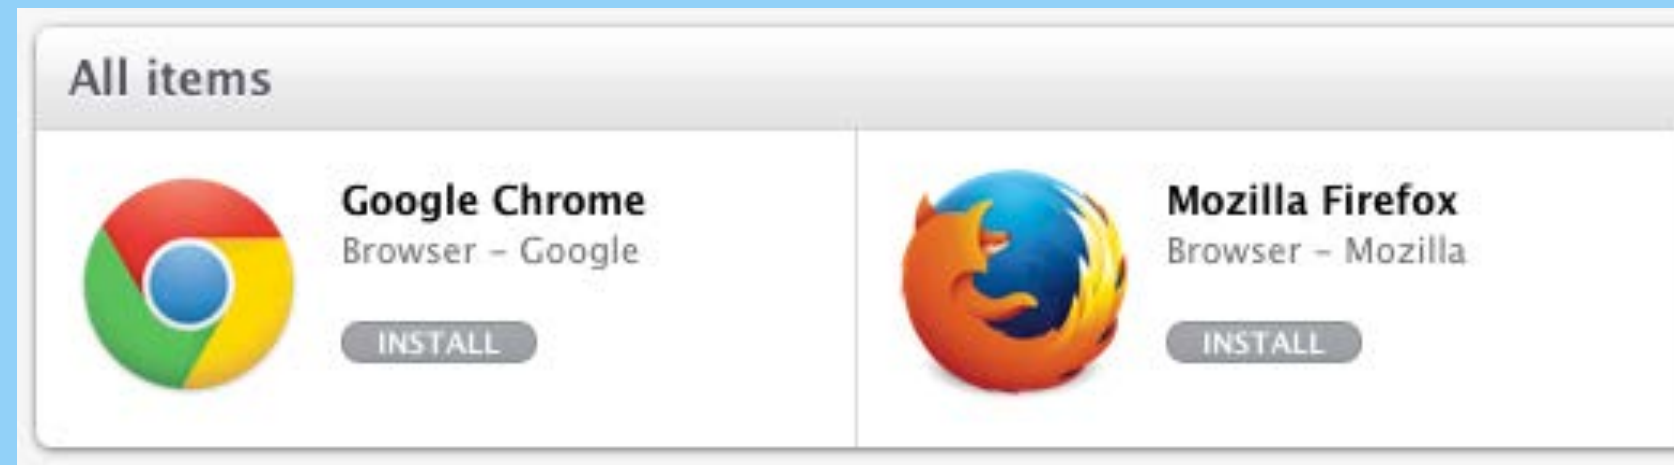 All items
Google Chrome
Browser – Google
INSTALL
Mozilla Firefox
Browser – Mozilla
INSTALL